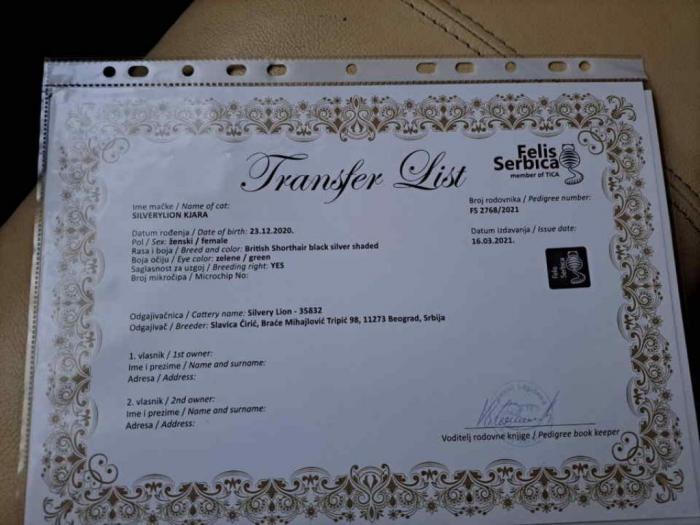 Transfer List
Felis
Serbica
member of TICA
Ime mačke / Name of cat:
SILVERYLION KJARA
Broj rodovnika / Pedigree number:
FS 2768/2021
Datum rođenja / Date of birth: 23.12.2020.
Pol / Sex: ženski / female
Rasa i boja / Breed and color: British Shorthair black silver shaded
Boja očiju / Eye color: zelene / green
Saglasnost za uzgoj / Breeding right: YES
Broj mikročipa / Microchip No:
Datum izdavanja / Issue date:
16.03.2021.
Felis
Serbica
Odgajivačnica / Cattery name: Silvery Lion - 35832
Odgajivač / Breeder: Slavica Ćirić, Braće Mihajlović Tripić 98, 11273 Beograd, Srbija
1. vlasnik / 1st owner:
Ime i prezime / Name and surname:
Adresa / Address:
2. vlasnik / 2nd owner:
Ime i prezime / Name and surname:
Adresa / Address:
Voditelj rodovne knjige / Pedigree book keeper